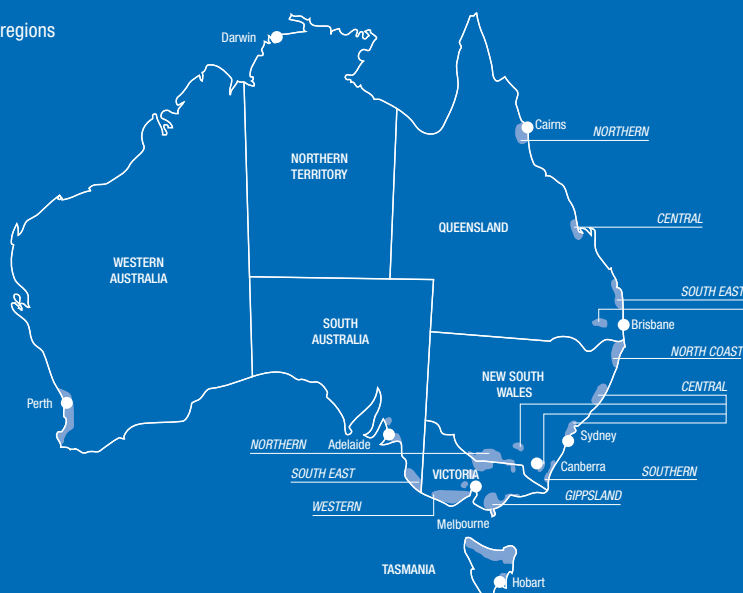 regions
Darwin
Cairns
NORTHERN
NORTHERN
TERRITORY
CENTRAL
QUEENSLAND
WESTERN
AUSTRALIA
SOUTH EAST
SOUTH
AUSTRALIA
Brisbane
NORTH COAST
NEW SOUTH
WALES
CENTRAL
Perth
Sydney
NORTHERN
Adelaide
Canberra
SOUTHERN
SOUTH EAST
VICTORIA
GIPPSLAND
WESTERN
Melbourne
TASMANIA
Hobart